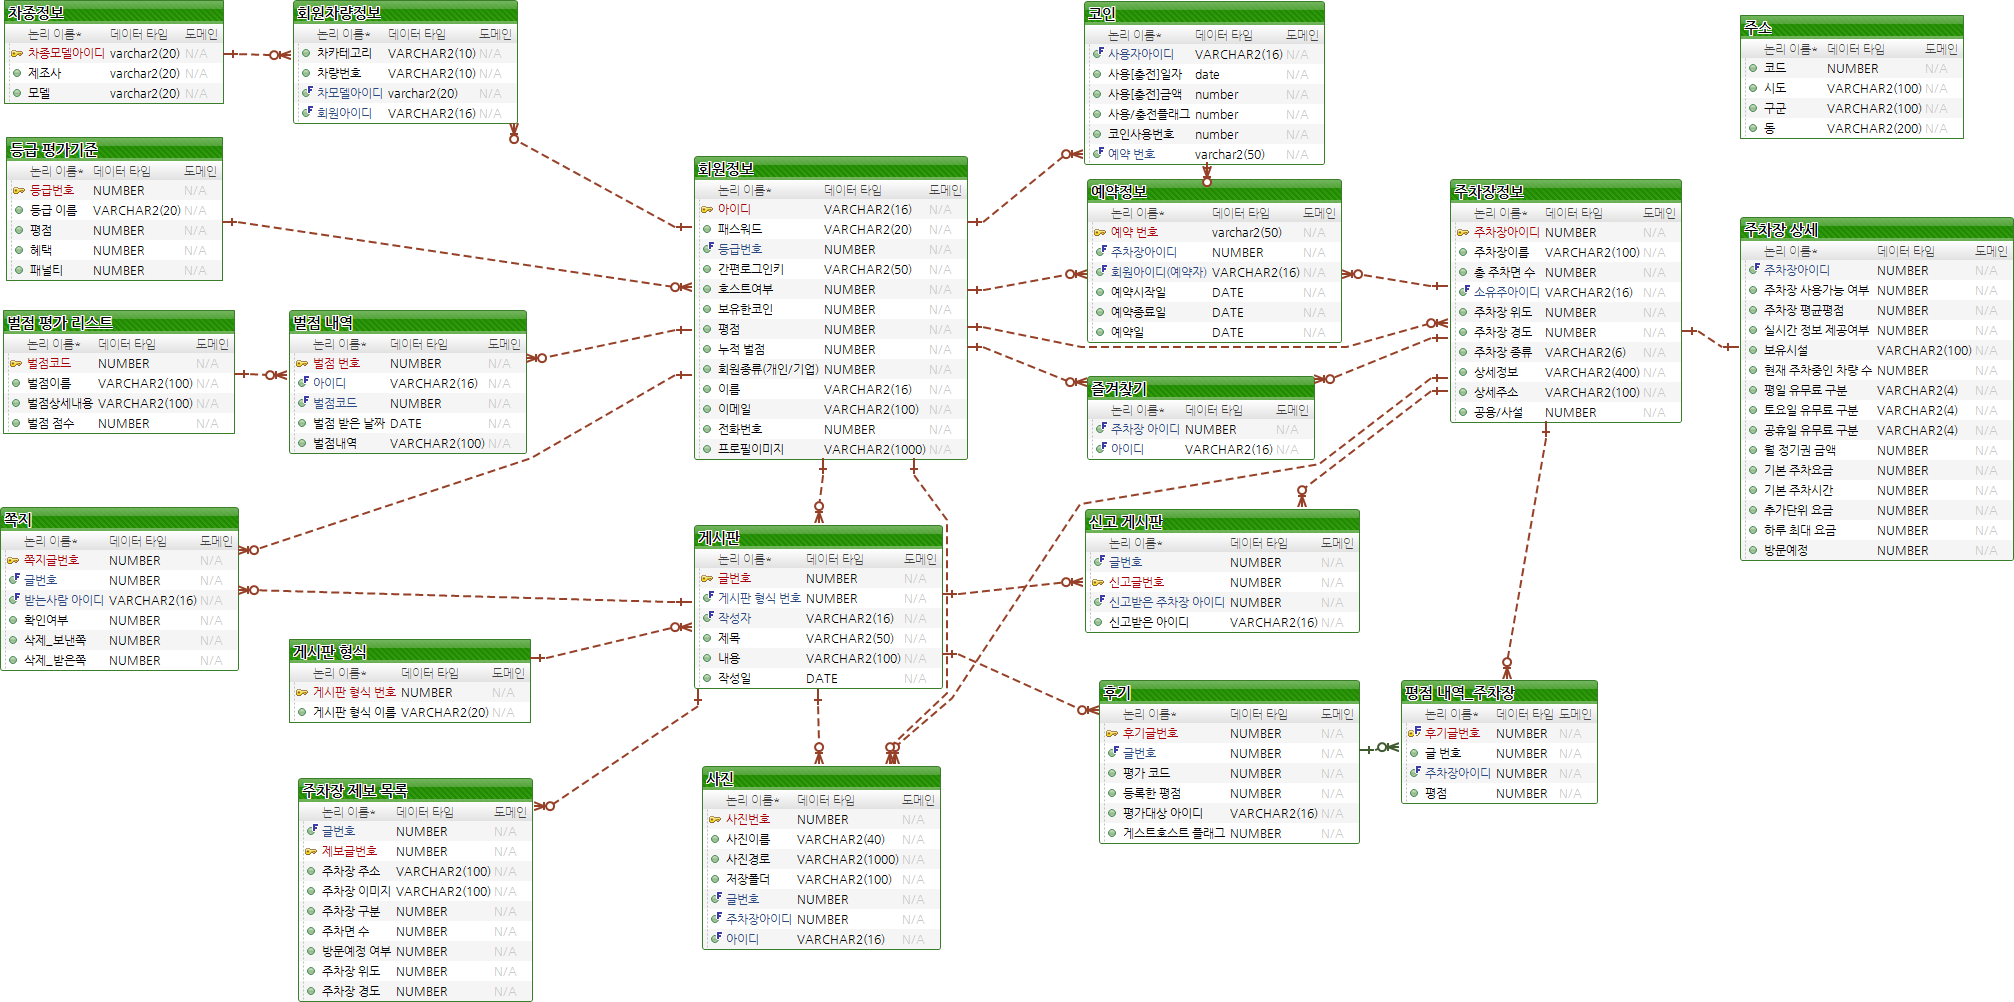 차종정보
논리 이름* 데이터 타입 도메인
차종모델아이디 varchar2(20) N/A
제조사 varchar2(20) N/A
모델 varchar2(20) N/A
회원차량정보
논리 이름* 데이터 타입 도메인
차카테고리 VARCHAR2(10) N/A
차량번호 VARCHAR2(10) N/A
차모델아이디 varchar2(20) N/A
회원아이디 VARCHAR2(16) N/A
코인
논리 이름* 데이터 타입 도메인
사용자아이디 VARCHAR2(16) N/A
사용[충전]일자 date N/A
사용[충전]금액 number N/A
사용/충전플래그 number N/A
코인사용번호 number N/A
예약 번호 varchar2(50) N/A
주소
논리 이름* 데이터 타입 도메인
코드 NUMBER N/A
시도 VARCHAR2(100) N/A
구군 VARCHAR2(100) N/A
동 VARCHAR2(200) N/A
등급 평가기준
논리 이름* 데이터 타입 도메인
등급번호 NUMBER N/A
등급 이름 VARCHAR2(20) N/A
평점 NUMBER N/A
혜택 NUMBER N/A
패널티 NUMBER N/A
회원정보
논리 이름* 데이터 타입 도메인
아이디 VARCHAR2(16) N/A
패스워드 VARCHAR2(20) N/A
등급번호 NUMBER N/A
간편로그인키 VARCHAR2(50) N/A
호스트여부 NUMBER N/A
보유한코인 NUMBER N/A
평점 NUMBER N/A
누적 벌점 NUMBER N/A
회원종류(개인/기업) NUMBER N/A
이름 VARCHAR2(16) N/A
이메일 VARCHAR2(100) N/A
전화번호 NUMBER N/A
프로필이미지 VARCHAR2(1000) N/A
예약정보
논리 이름* 데이터 타입 도메인
예약 번호 varchar2(50) N/A
주차장아이디 NUMBER N/A
회원아이디(예약자) VARCHAR2(16) N/A
예약시작일 DATE N/A
예약종료일 DATE N/A
예약일 DATE N/A
주차장정보
논리 이름* 데이터 타입 도메인
주차장아이디 NUMBER N/A
주차장이름 VARCHAR2(100) N/A
총 주차면 수 NUMBER N/A
소유주아이디 VARCHAR2(16) N/A
주차장 위도 NUMBER N/A
주차장 경도 NUMBER N/A
주차장 종류 VARCHAR2(6) N/A
상세정보 VARCHAR2(400) N/A
상세주소 VARCHAR2(100) N/A
공용/사설 NUMBER N/A
주차장 상세
논리 이름* 데이터 타입 도메인
주차장아이디 NUMBER N/A
주차장 사용가능 여부 NUMBER N/A
주차장 평균평점 NUMBER N/A
실시간 정보 제공여부 NUMBER N/A
보유시설 VARCHAR2(100) N/A
현재 주차중인 차량 수 NUMBER N/A
평일 유무료 구분 VARCHAR2(4) N/A
토요일 유무료 구분 VARCHAR2(4) N/A
공휴일 유무료 구분 VARCHAR2(4) N/A
월 정기권 금액 NUMBER N/A
기본 주차요금 NUMBER N/A
기본 주차시간 NUMBER N/A
추가단위 요금 NUMBER N/A
하루 최대 요금 NUMBER N/A
방문예정 NUMBER N/A
벌점 평가 리스트
논리 이름* 데이터 타입 도메인
벌점코드 NUMBER N/A
벌점이름 VARCHAR2(100) N/A
벌점상세내용 VARCHAR2(100) N/A
벌점 점수 NUMBER N/A
벌점 내역
논리 이름* 데이터 타입 도메인
벌점 번호 NUMBER N/A
아이디 VARCHAR2(16) N/A
벌점코드 NUMBER N/A
벌점 받은 날짜 DATE N/A
벌점내역 VARCHAR2(100) N/A
즐겨찾기
논리 이름* 데이터 타입 도메인
주차장 아이디 NUMBER N/A
아이디 VARCHAR2(16) N/A
쪽지
논리 이름* 데이터 타입 도메인
쪽지글번호 NUMBER N/A
글번호 NUMBER N/A
받는사람 아이디 VARCHAR2(16) N/A
확인여부 NUMBER N/A
삭제_보낸쪽 NUMBER N/A
삭제_받은쪽 NUMBER N/A
게시판
논리 이름* 데이터 타입 도메인
글번호 NUMBER N/A
게시판 형식 번호 NUMBER N/A
작성자 VARCHAR2(16) N/A
제목 VARCHAR2(50) N/A
내용 VARCHAR2(100) N/A
작성일 DATE N/A
신고 게시판
논리 이름* 데이터 타입 도메인
글번호 NUMBER N/A
신고글번호 NUMBER N/A
신고받은 주차장 아이디 NUMBER N/A
신고받은 아이디 VARCHAR2(16) N/A
게시판 형식
논리 이름* 데이터 타입 도메인
게시판 형식 번호 NUMBER N/A
게시판 형식 이름 VARCHAR2(20) N/A
후기
논리 이름* 데이터 타입 도메인
후기글번호 NUMBER N/A
글번호 NUMBER N/A
평가 코드 NUMBER N/A
등록한 평점 NUMBER N/A
평가대상 아이디 VARCHAR2(16) N/A
게스트호스트 플래그 NUMBER N/A
평점 내역_주차장
논리 이름* 데이터 타입 도메인
후기글번호 NUMBER N/A
글 번호 NUMBER N/A
주차장아이디 NUMBER N/A
평점 NUMBER N/A
주차장 제보 목록
논리 이름* 데이터 타입 도메인
글번호 NUMBER N/A
제보글번호 NUMBER N/A
주차장 주소 VARCHAR2(100) N/A
주차장 이미지 VARCHAR2(100) N/A
주차장 구분 NUMBER N/A
주차면 수 NUMBER N/A
방문예정 여부 NUMBER N/A
주차장 위도 NUMBER N/A
주차장 경도 NUMBER N/A
사진
논리 이름* 데이터 타입 도메인
사진번호 NUMBER N/A
사진이름 VARCHAR2(40) N/A
사진경로 VARCHAR2(1000) N/A
저장폴더 VARCHAR2(100) N/A
글번호 NUMBER N/A
주차장아이디 NUMBER N/A
아이디 VARCHAR2(16) N/A